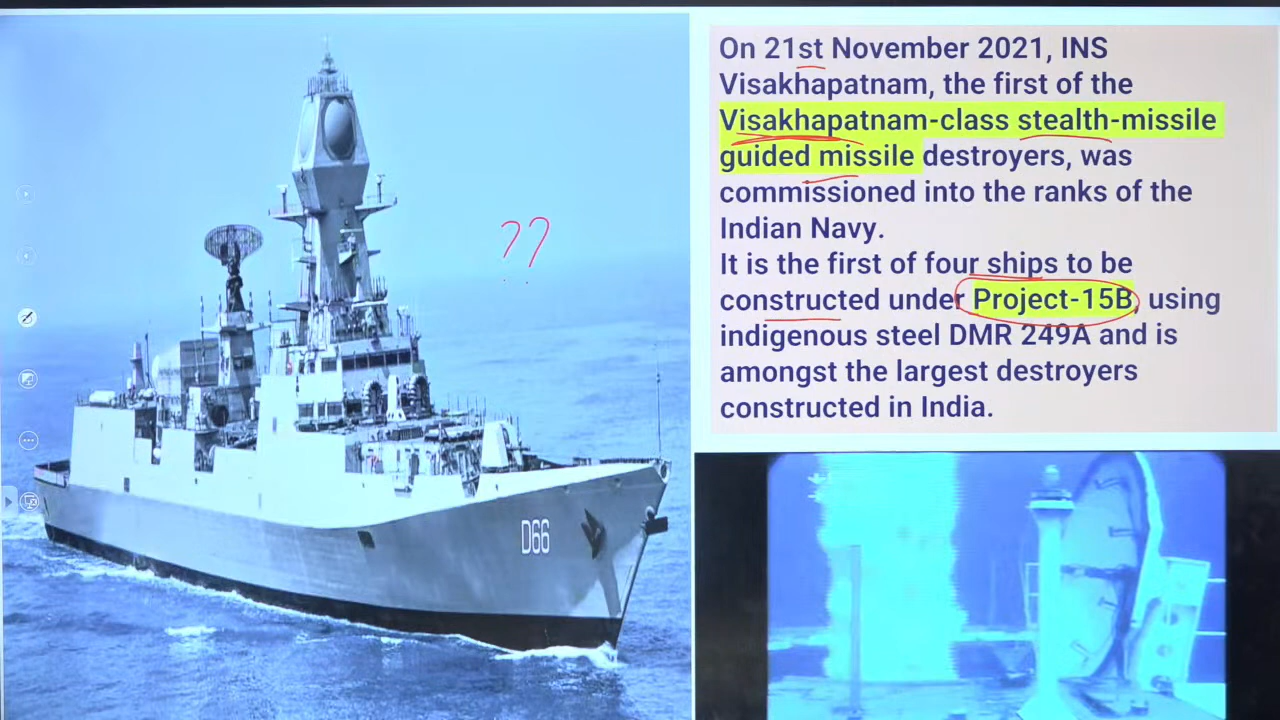 On 21st November 2021, INS
Visakhapatnam, the first of the
Visakhapatnam-class stealth-missile
guided missile destroyers, was
commissioned into the ranks of the
Indian Navy.
It is the first of four ships to be
constructed under Project-15B, using
indigenous steel DMR 249A and is
amongst the largest destroyers
constructed in India.
??
D66